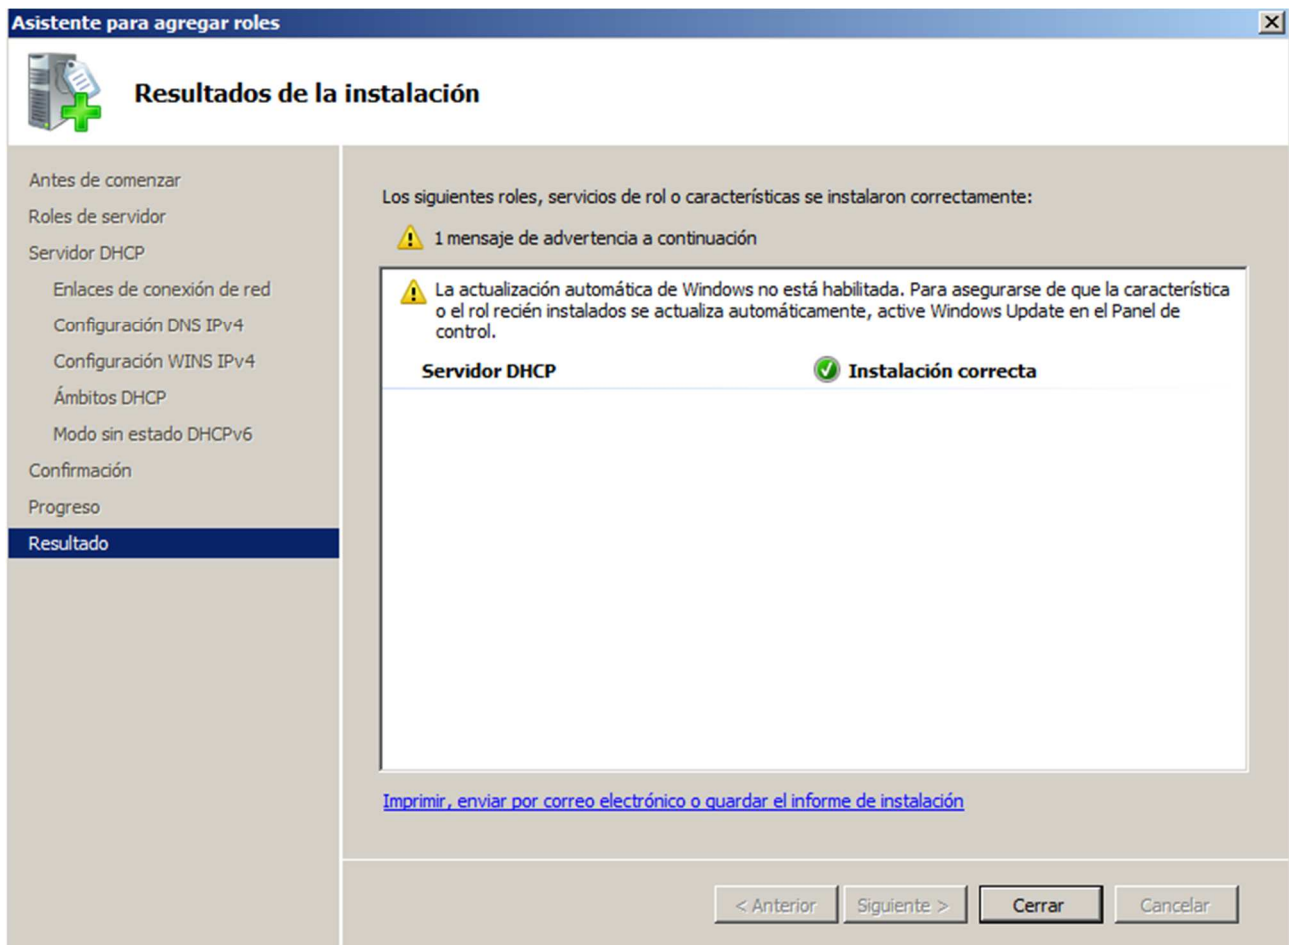 Asistente para agregar roles
Resultados de la instalación
Antes de comenzar
Roles de servidor
Servidor DHCP
Enlaces de conexión de red
Configuración DNS IPv4
Configuración WINS IPv4
Ámbitos DHCP
Modo sin estado DHCPv6
Confirmación
Progreso
Resultado
Los siguientes roles, servicios de rol o características se instalaron correctamente:
1 mensaje de advertencia a continuación
La actualización automática de Windows no está habilitada. Para asegurarse de que la característica
o el rol recién instalados se actualiza automáticamente, active Windows Update en el Panel de
control.
Servidor DHCP Instalación correcta
Imprimir, enviar por correo electrónico o guardar el informe de instalación
< Anterior Siguiente > Cerrar Cancelar